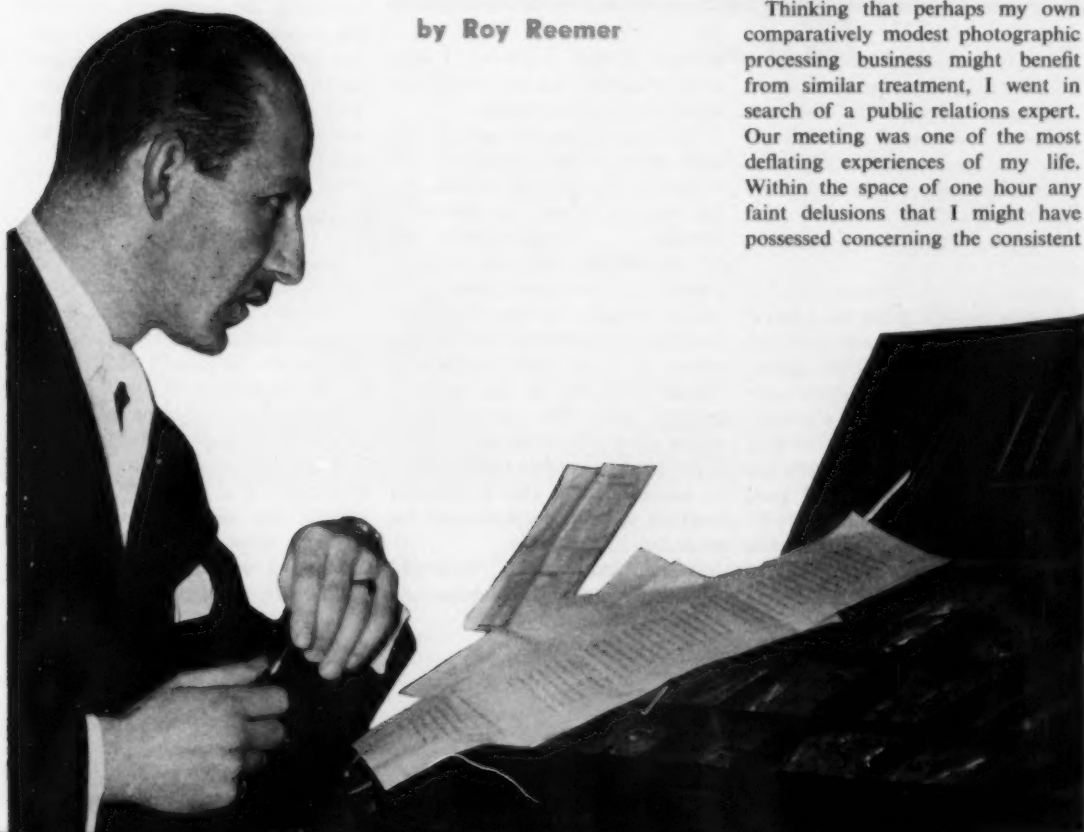 by Roy Reemer
Thinking that perhaps my own
comparatively modest photographic
processing business might benefit
from similar treatment, I went in
search of a public relations expert.
Our meeting was one of the most
deflating experiences of my life.
Within the space of one hour any
faint delusions that I might have
possessed concerning the consistent